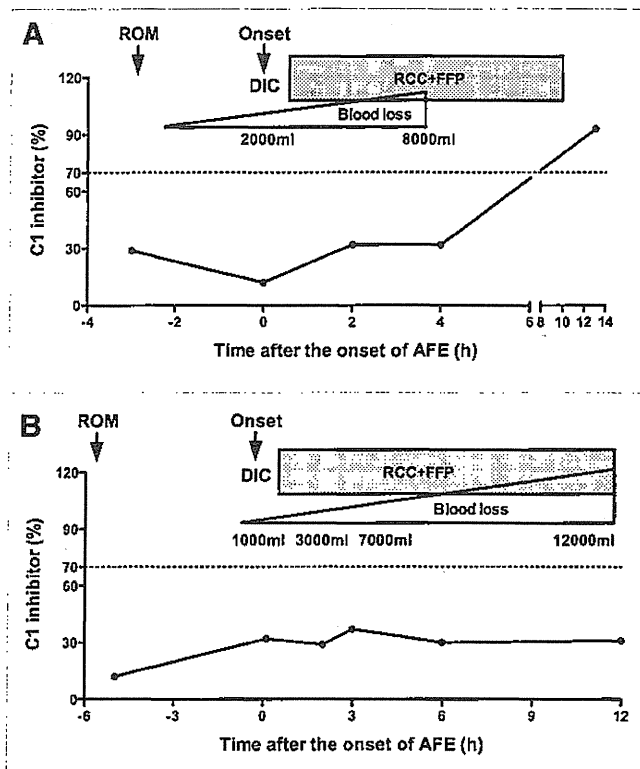 A
ROM
Onset
DIC
RCC+FFP
Blood loss
2000ml
8000ml
C1 inhibitor (%)
120
90
70
60
30
0
-4
-2
0
2
4
6
8
10
12
14
Time after the onset of AFE (h)
B
ROM
Onset
DIC
RCC+FFP
Blood loss
1000ml
3000ml
7000ml
12000ml
C1 inhibitor (%)
120
90
70
60
30
0
-6
-3
0
3
6
9
12
Time after the onset of AFE (h)